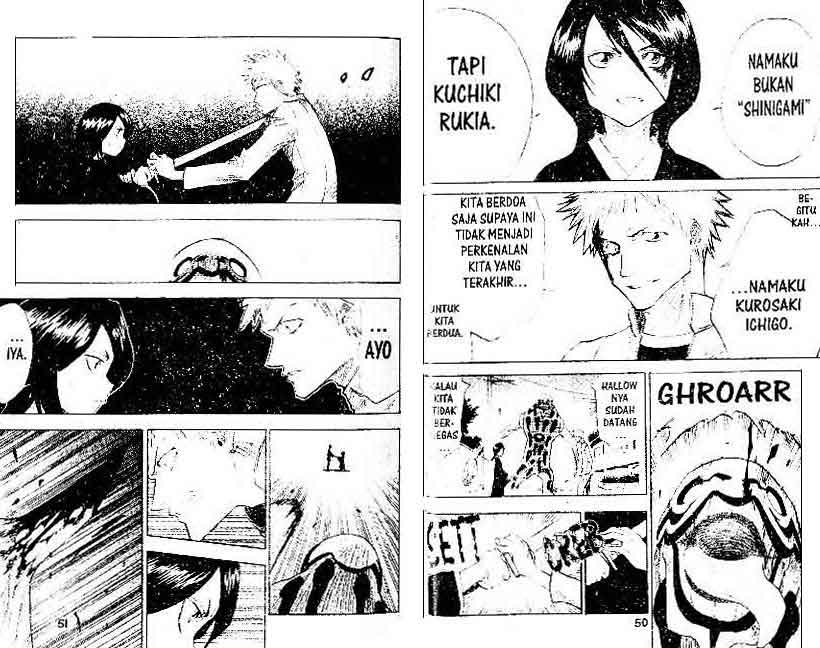 NAMAKU
BUKAN
“SHINIGAMI”
TAPI
KUCHIKI
RUKIA.
BE-
GITU
KAH...
...NAMAKU
KUROSAKI
ICHIGO.
KITA BERDOA
SAJA SUPAYA INI
TIDAK MENJADI
PERKENALAN
KITA YANG
TERAKHIR...
UNTUK
KITA
BERDUA.
GHROARR
HALLOW
NYA
SUDAH
DATANG
KALAU
KITA
TIDAK
BER-
EGAS
SETT
CREB
50
...
AYO
...
IYA.
51